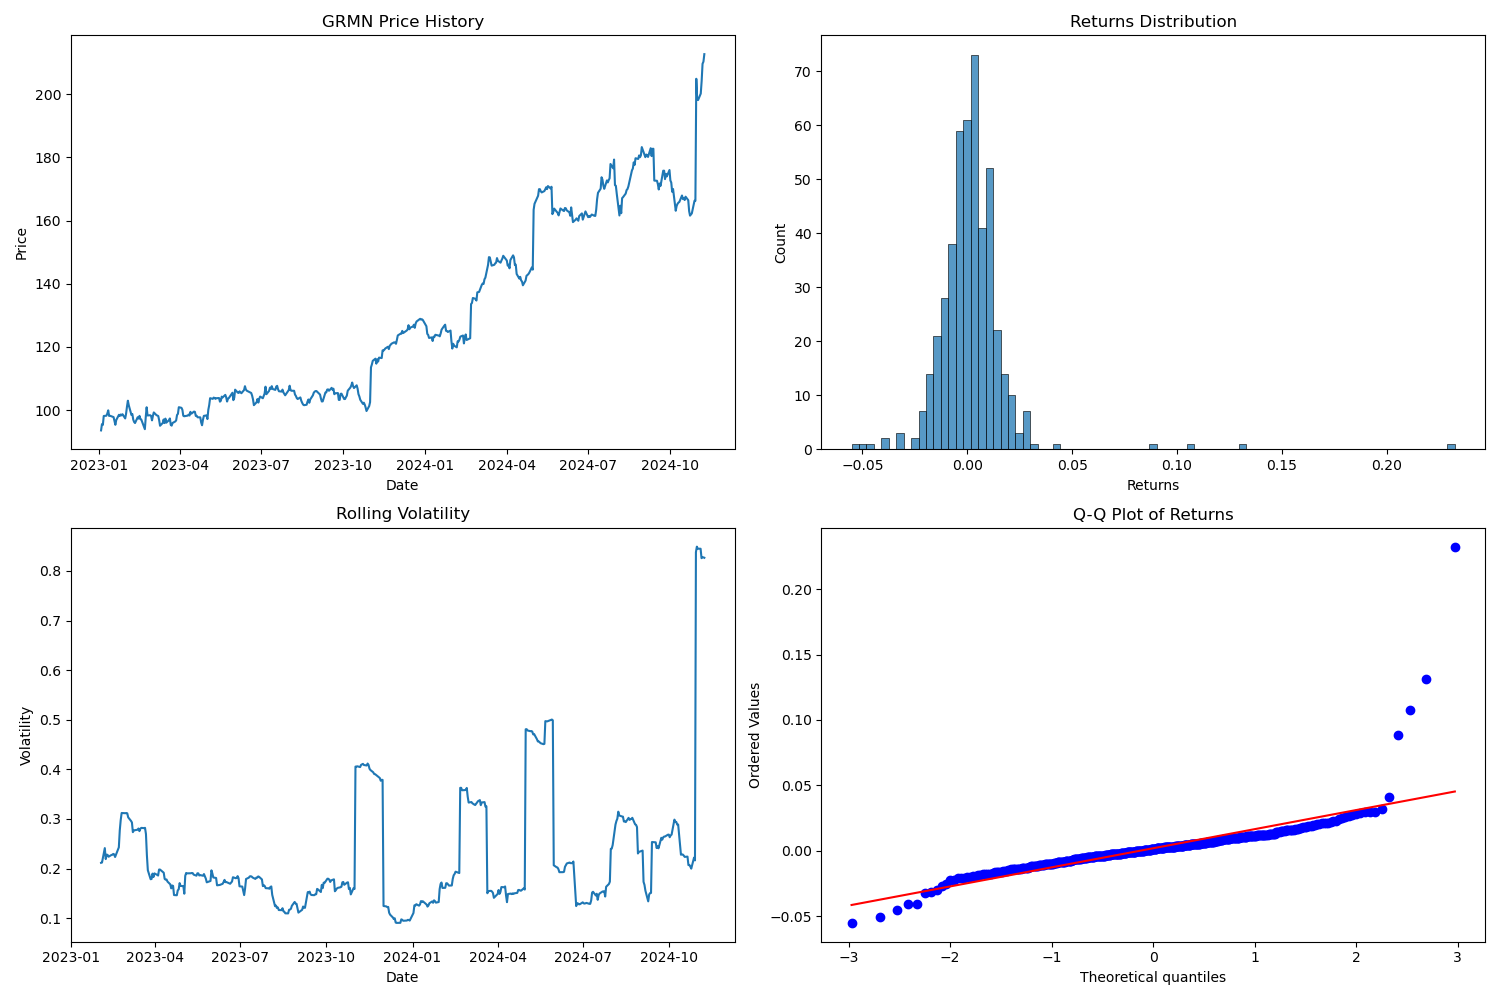 GRMN Price History
Price
200
180
160
140
120
100
2023-01 2023-04 2023-07 2023-10 2024-01 2024-04 2024-07 2024-10
Date
Returns Distribution
Count
70
60
50
40
30
20
10
0
−0.05 0.00 0.05 0.10 0.15 0.20
Returns
Rolling Volatility
Volatility
0.8
0.7
0.6
0.5
0.4
0.3
0.2
0.1
2023-01 2023-04 2023-07 2023-10 2024-01 2024-04 2024-07 2024-10
Date
Q-Q Plot of Returns
Ordered Values
0.20
0.15
0.10
0.05
0.00
−0.05
−3 −2 −1 0 1 2 3
Theoretical quantiles